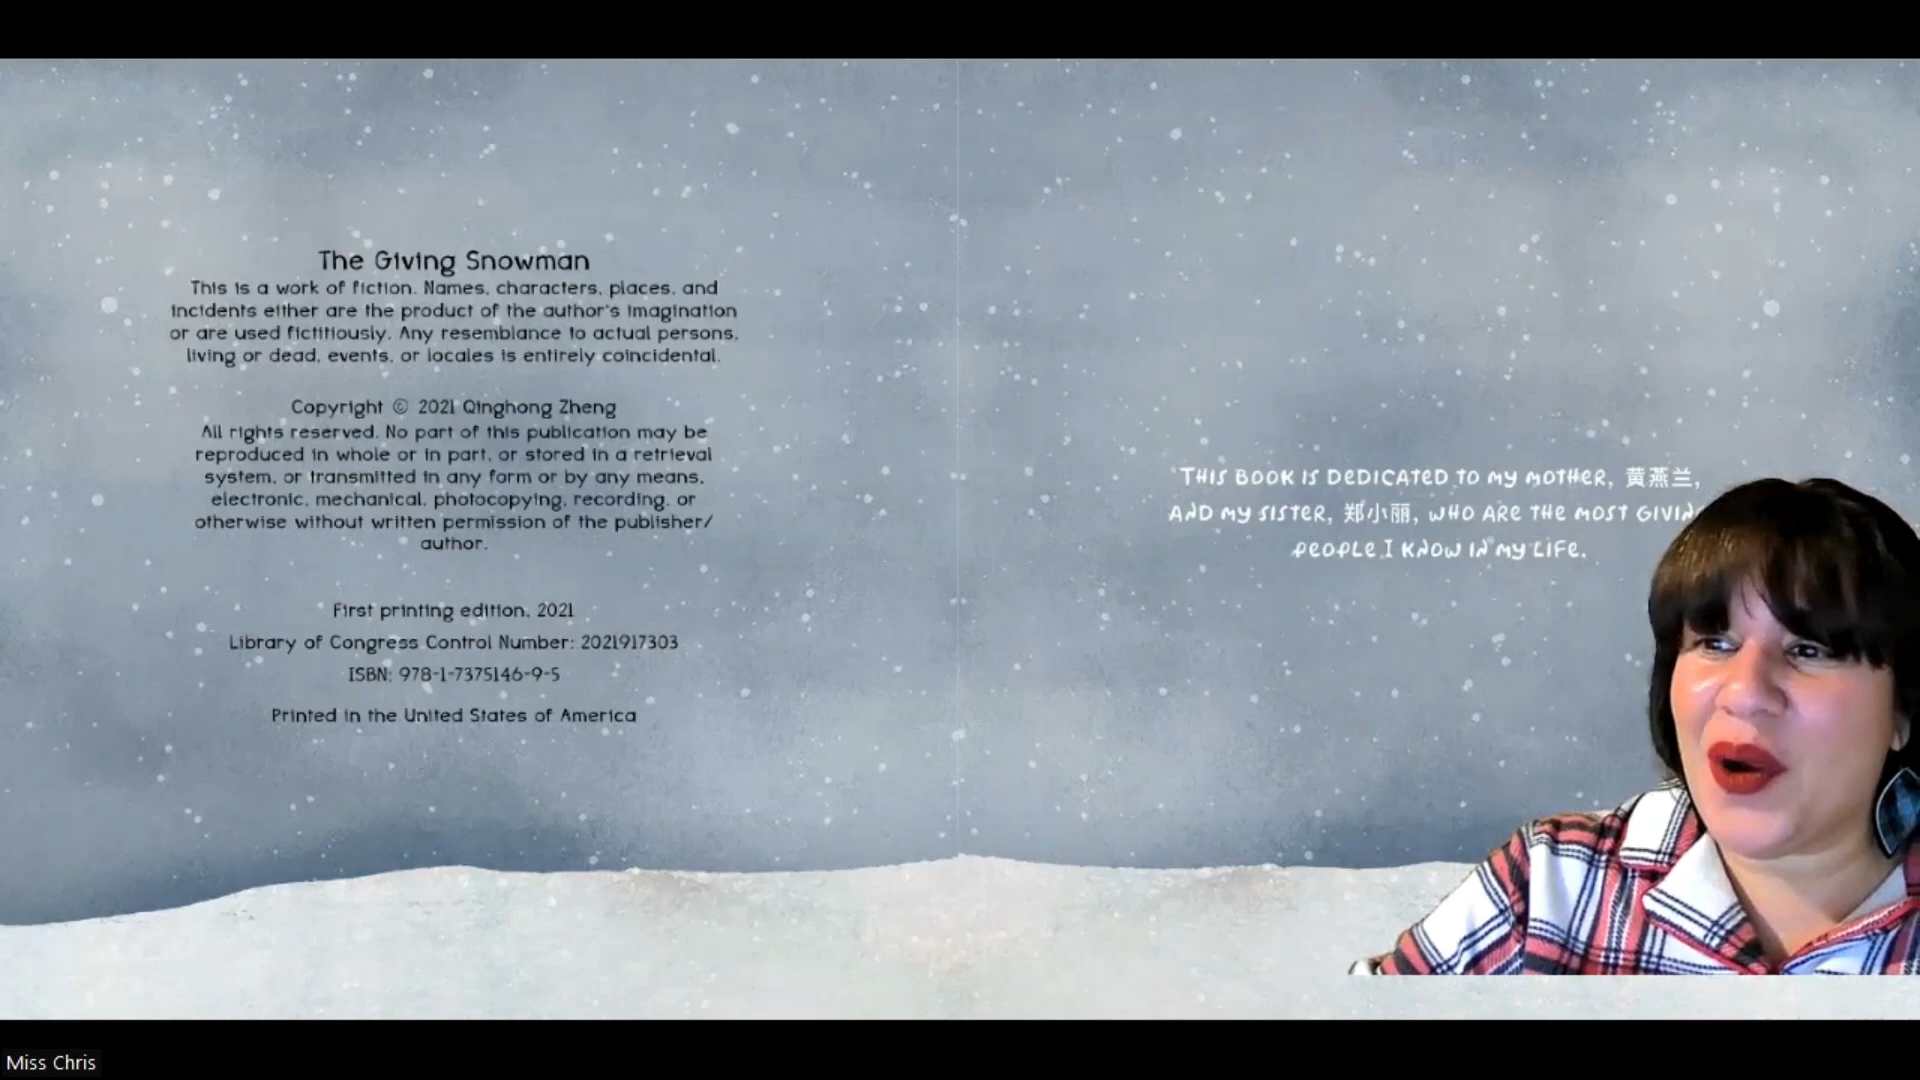 The Giving Snowman
This is a work of fiction. Names, characters, places, and
incidents either are the product of the author's imagination
or are used fictitiously. Any resemblance to actual persons,
living or dead, events, or locales is entirely coincidental.
Copyright © 2021 Qinghong Zheng
All rights reserved. No part of this publication may be
reproduced in whole or in part, or stored in a retrieval
system, or transmitted in any form or by any means,
electronic, mechanical, photocopying, recording, or
otherwise without written permission of the publisher/
author.
First printing edition, 2021
Library of Congress Control Number: 2021917303
ISBN: 978-1-7375146-9-5
Printed in the United States of America
THIS BOOK IS DEDICATED TO MY MOTHER, 黄燕兰,
AND MY SISTER, 郑小丽, WHO ARE THE MOST GIVING
PEOPLE I KNOW IN MY LIFE.
Miss Chris